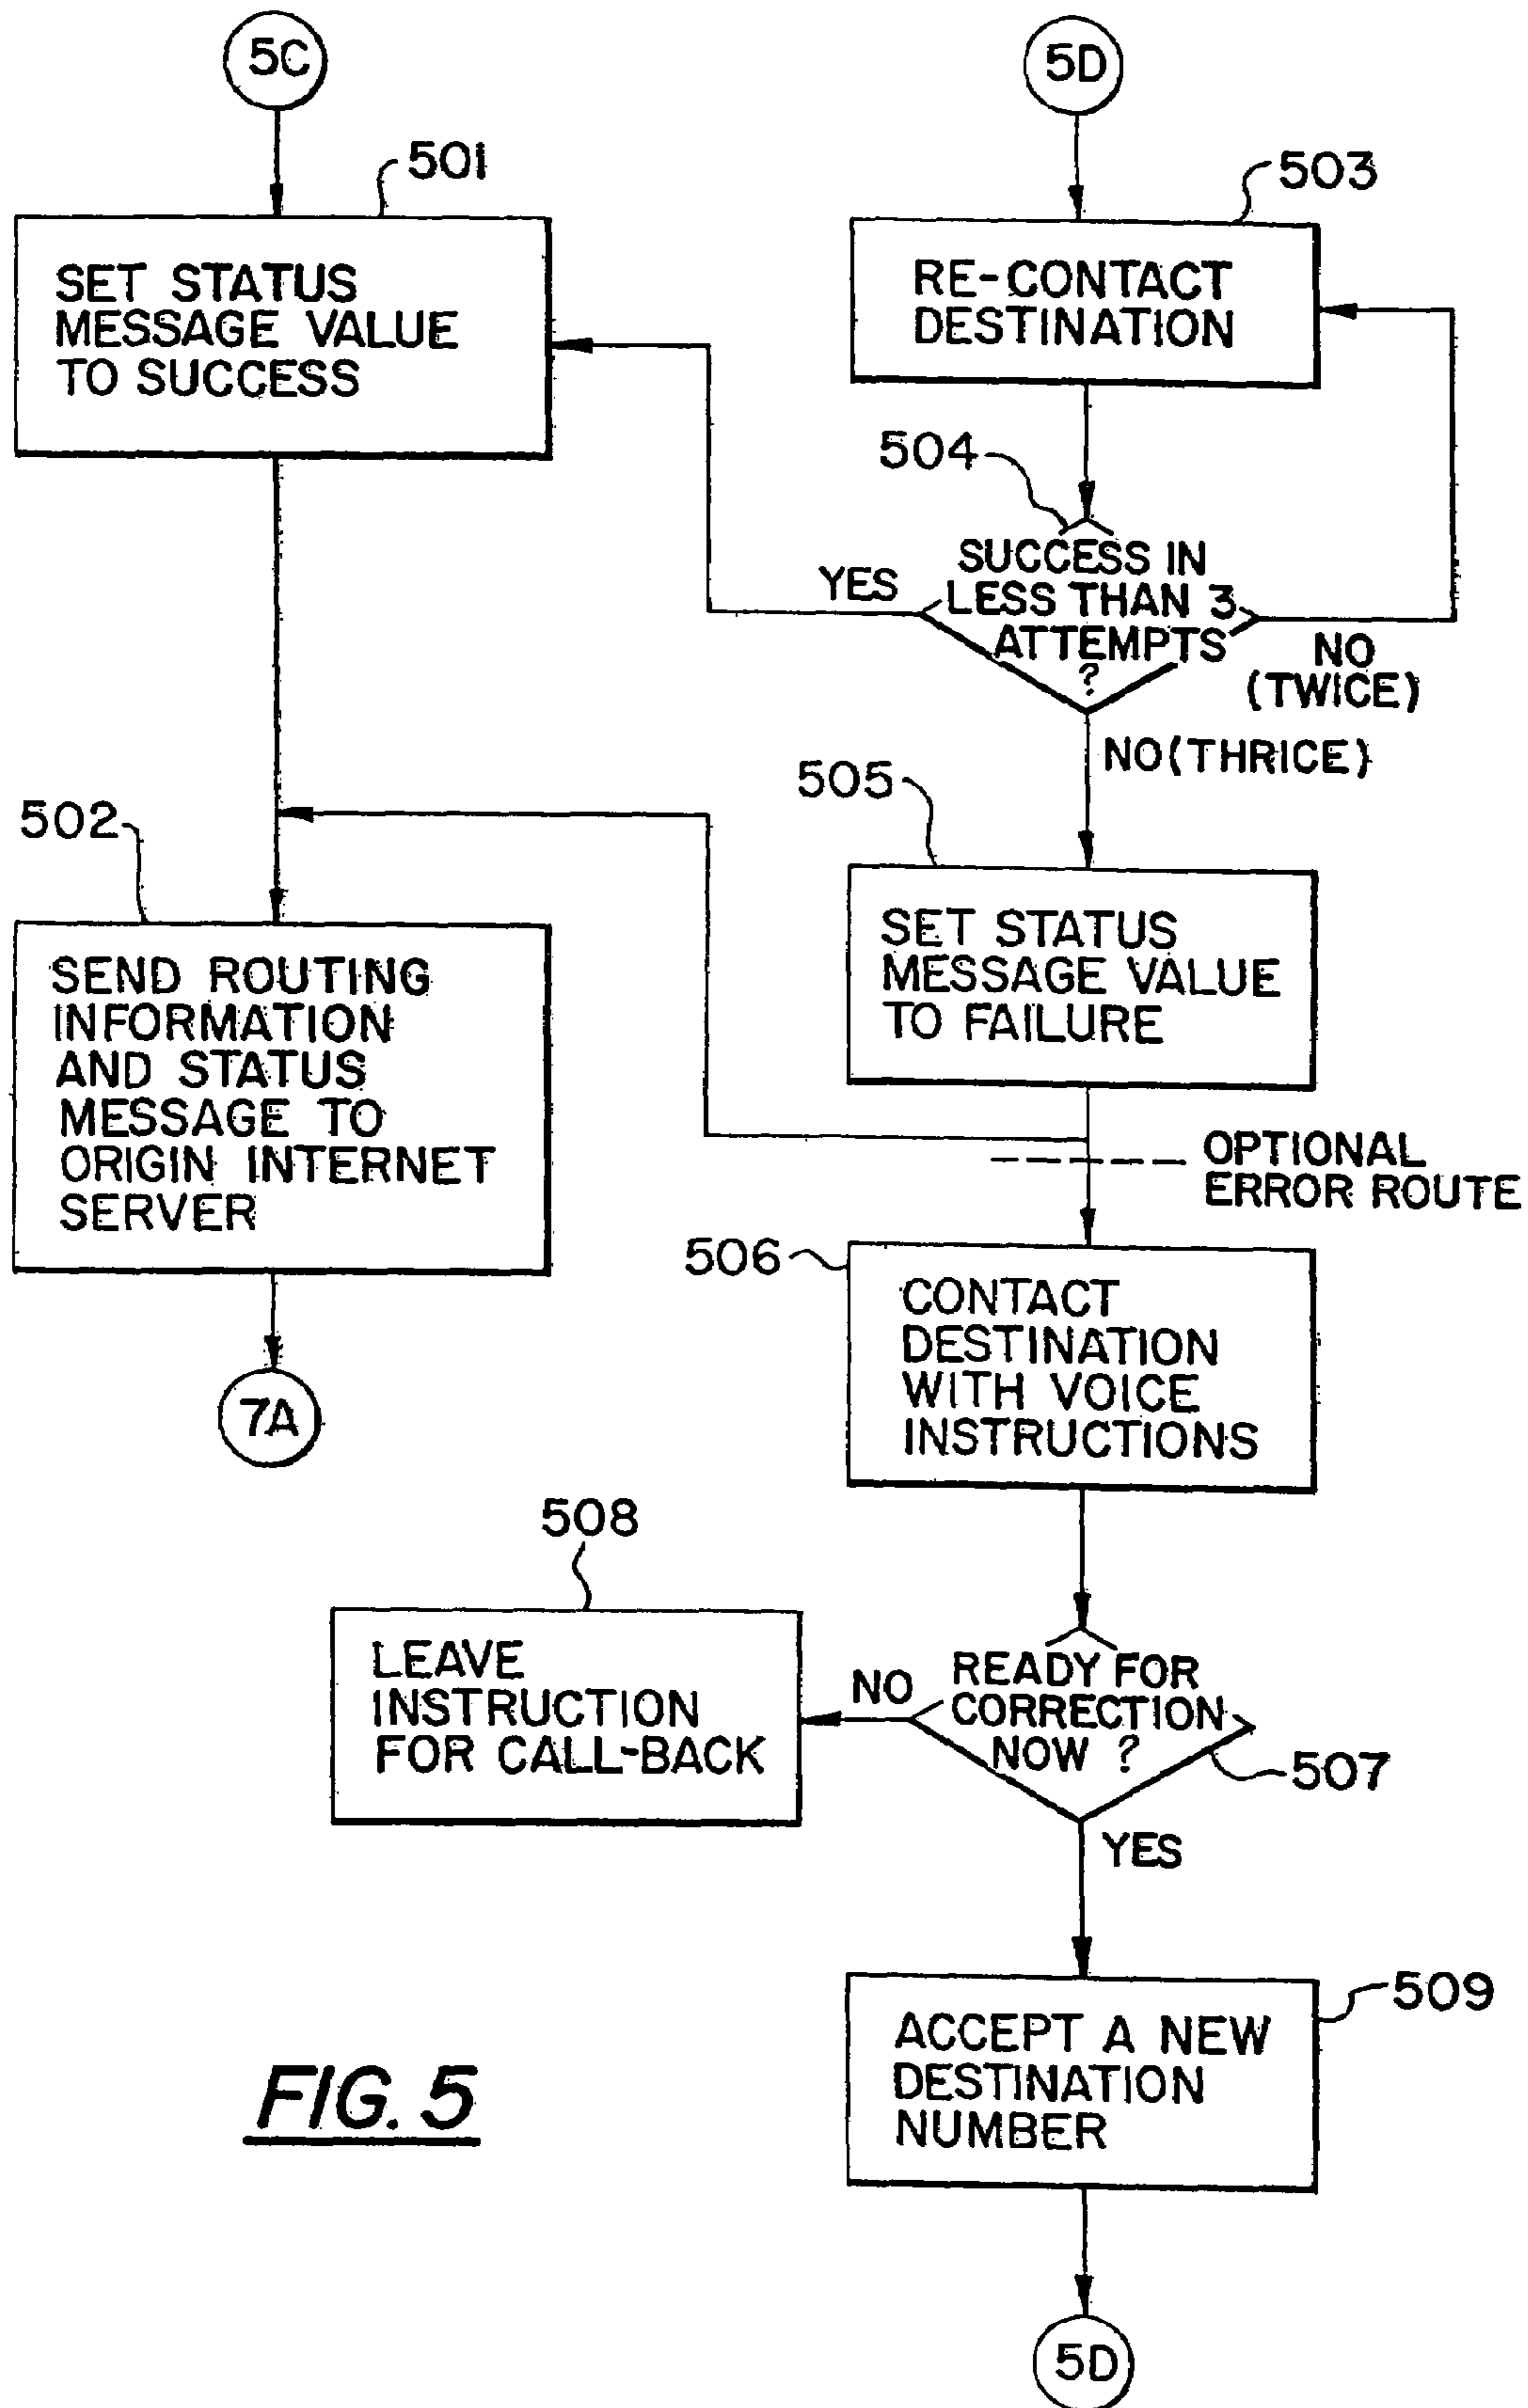 5C
501
SET STATUS
MESSAGE VALUE
TO SUCCESS
5D
503
RE-CONTACT
DESTINATION
504
SUCCESS IN
LESS THAN 3
ATTEMPTS
?
YES
NO
(TWICE)
NO (THRICE)
502
SEND ROUTING
INFORMATION
AND STATUS
MESSAGE TO
ORIGIN INTERNET
SERVER
7A
505
SET STATUS
MESSAGE VALUE
TO FAILURE
OPTIONAL
ERROR ROUTE
506
CONTACT
DESTINATION
WITH VOICE
INSTRUCTIONS
508
LEAVE
INSTRUCTION
FOR CALL-BACK
NO
READY FOR
CORRECTION
NOW ?
507
YES
509
ACCEPT A NEW
DESTINATION
NUMBER
5D
FIG. 5